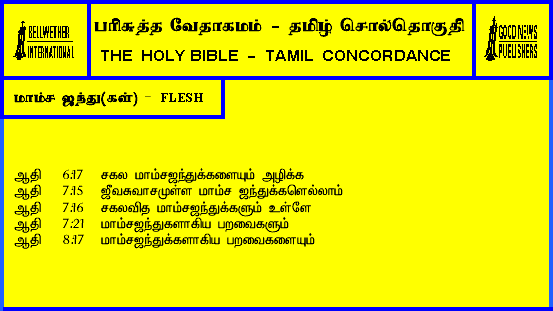 BELLWETHER
INTERNATIONAL
பரிசுத்த வேதாகமம் - தமிழ் சொல்தொகுதி
THE HOLY BIBLE - TAMIL CONCORDANCE
GOOD NEWS
PUBLISHERS
மாம்ச ஜந்து(கள்) - FLESH
ஆதி 6:17 சகல மாம்சஜந்துக்களையும் அழிக்க
ஆதி 7:15 ஜீவசுவாசமுள்ள மாம்ச ஜந்துக்களெல்லாம்
ஆதி 7:16 சகலவித மாம்சஜந்துக்களும் உள்ளே
ஆதி 7:21 மாம்சஜந்துகளாகிய பறவைகளும்
ஆதி 8:17 மாம்சஜந்துக்களாகிய பறவைகளையும்